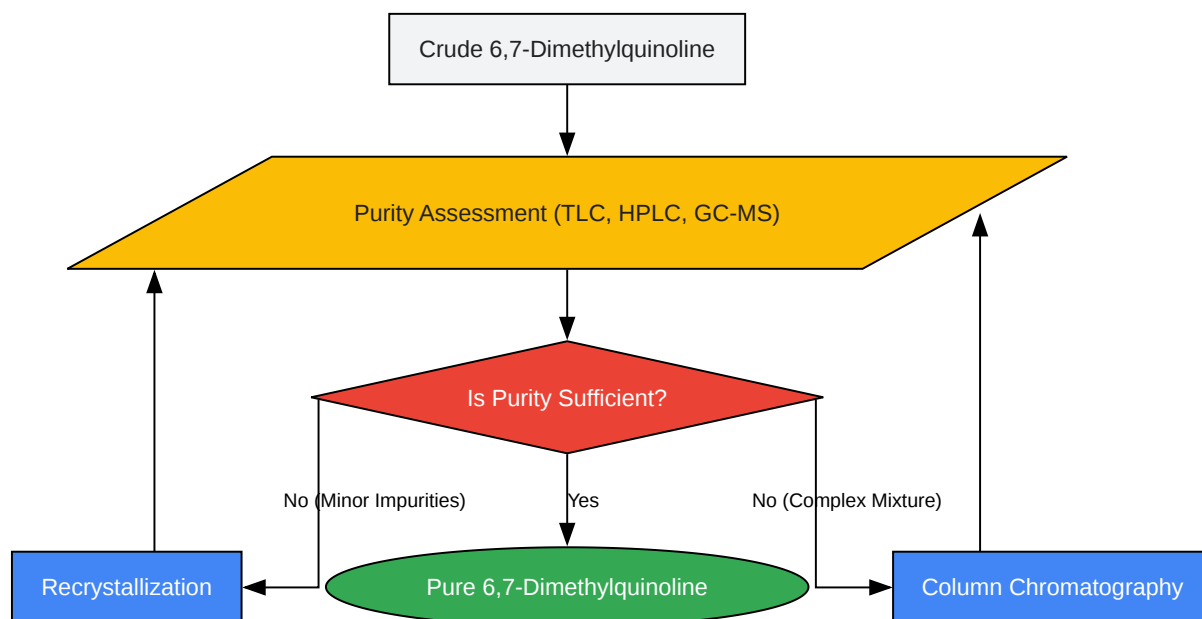 Crude 6,7-Dimethylquinoline
Purity Assessment (TLC, HPLC, GC-MS)
Is Purity Sufficient?
No (Minor Impurities)
Yes
No (Complex Mixture)
Recrystallization
Pure 6,7-Dimethylquinoline
Column Chromatography